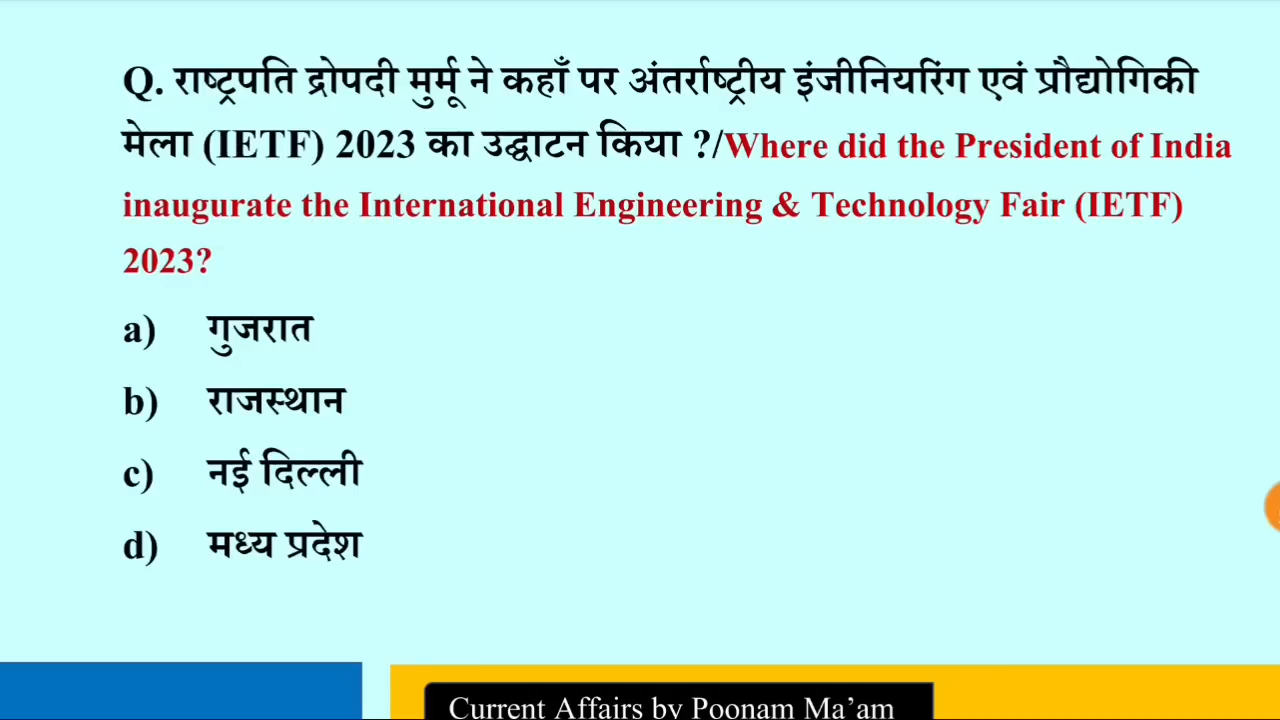 Q. राष्ट्रपति द्रोपदी मुर्मू ने कहाँ पर अंतर्राष्ट्रीय इंजीनियरिंग एवं प्रौद्योगिकी
मेला (IETF) 2023 का उद्घाटन किया ?/Where did the President of India
inaugurate the International Engineering & Technology Fair (IETF)
2023?
a) गुजरात
b) राजस्थान
c) नई दिल्ली
d) मध्य प्रदेश
Current Affairs by Poonam Ma’am